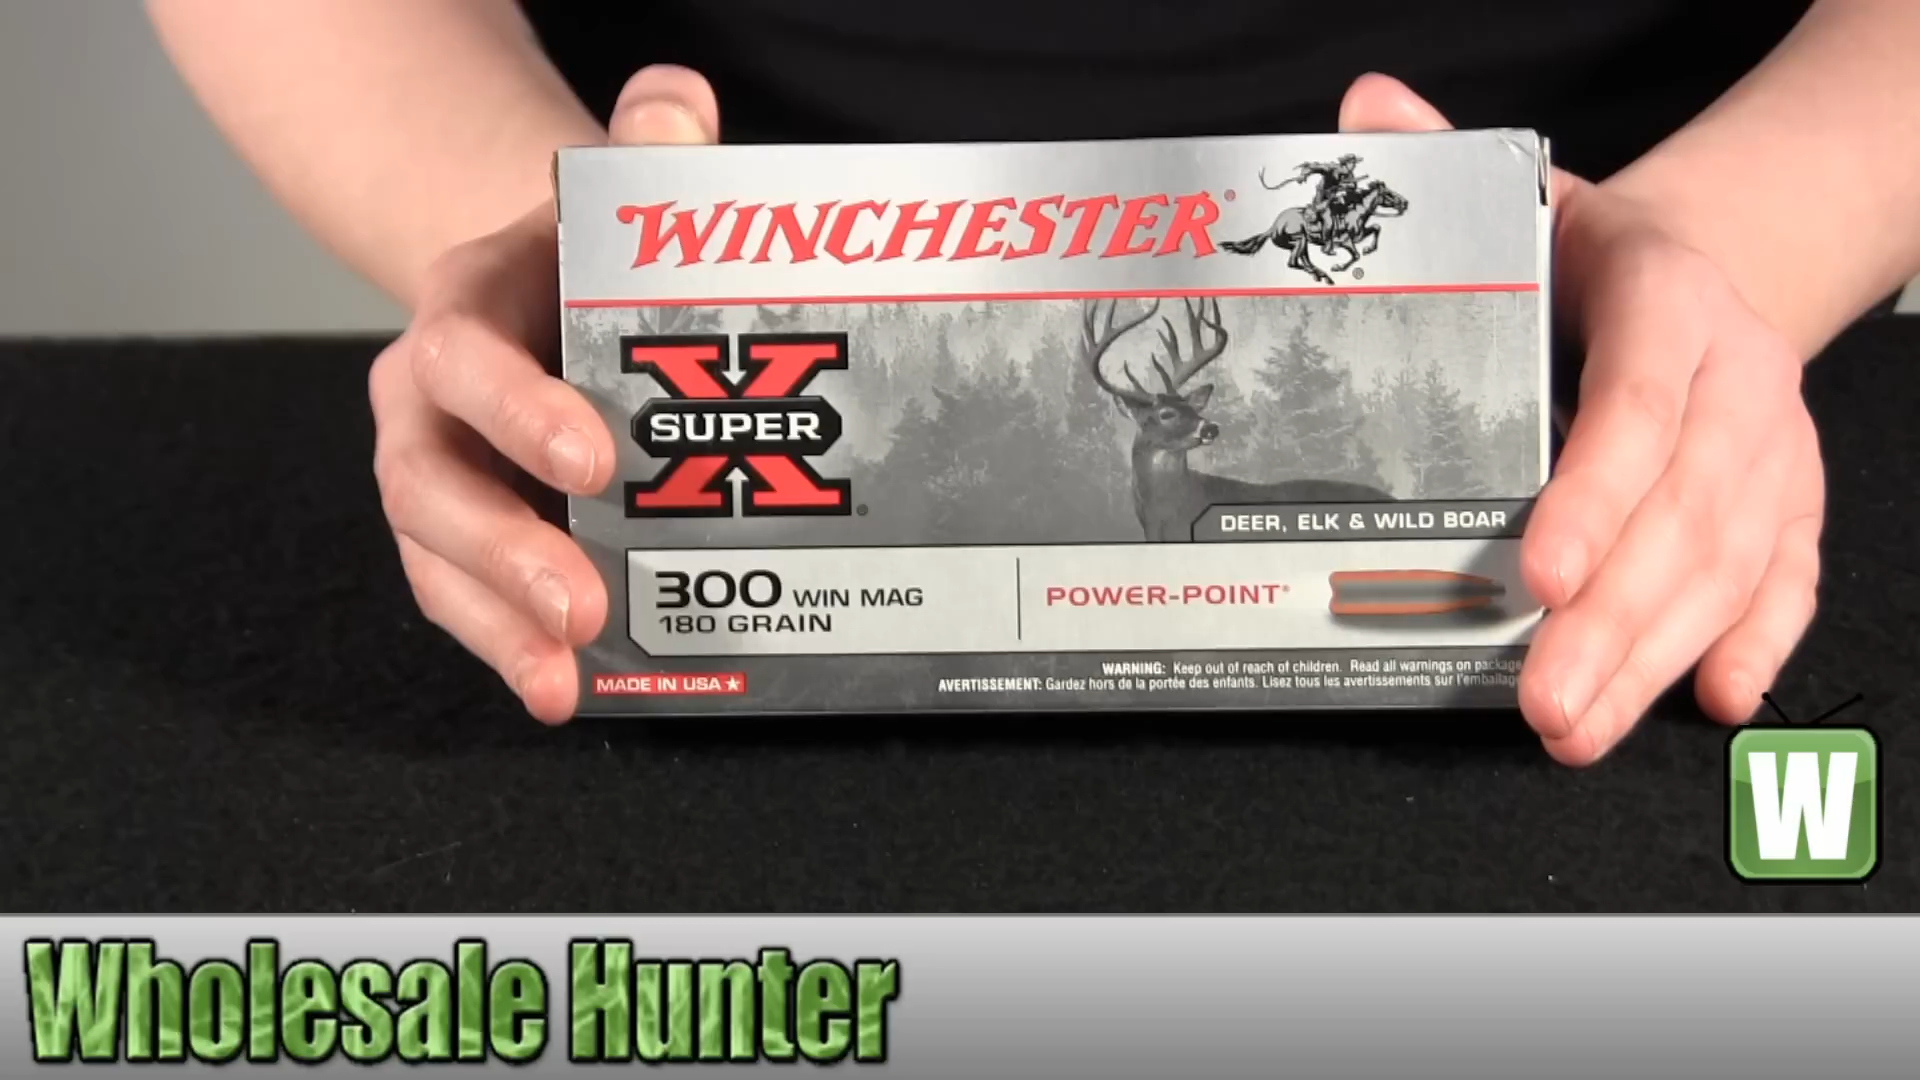 WINCHESTER®
X
SUPER
®
DEER, ELK & WILD BOAR
300 WIN MAG
180 GRAIN
POWER-POINT®
MADE IN USA
WARNING: Keep out of reach of children. Read all warnings on package
AVERTISSEMENT: Gardez hors de la portée des enfants. Lisez tous les avertissements sur l'emballage
W
Wholesale Hunter